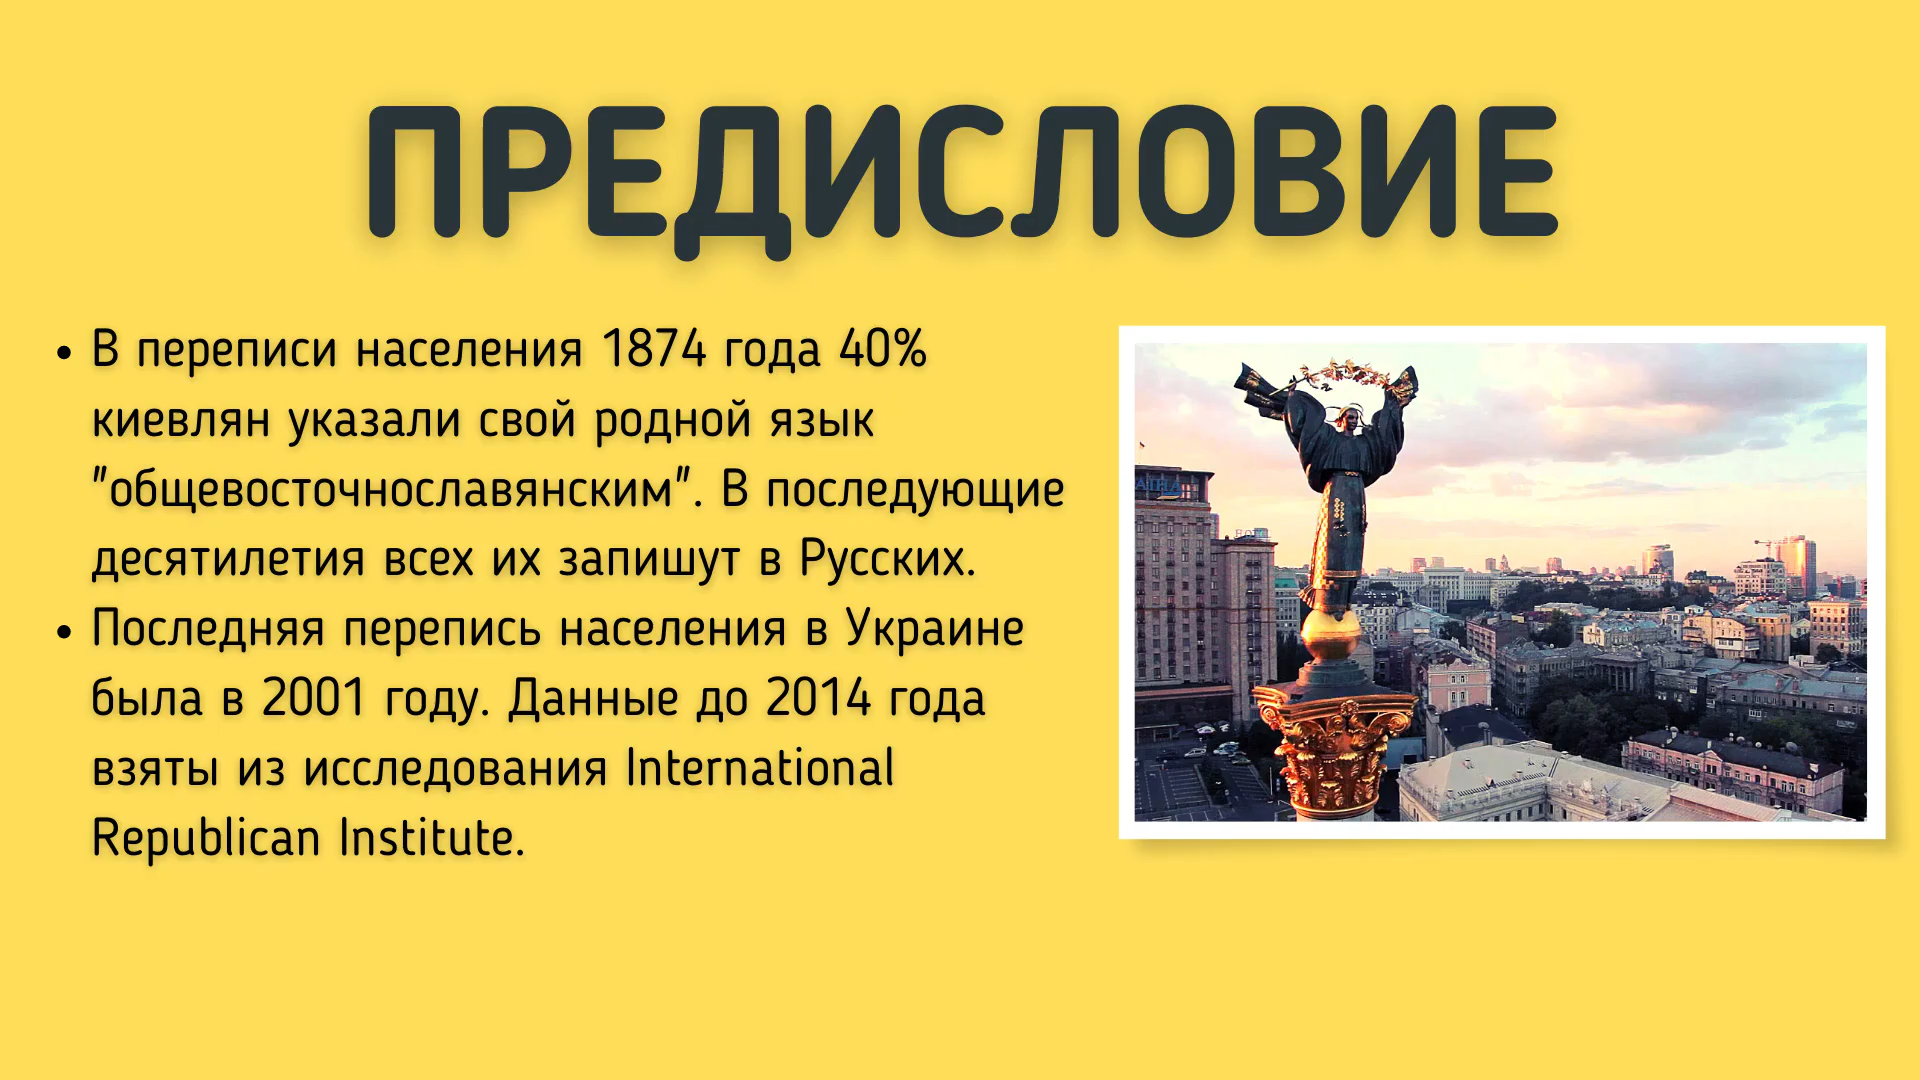 ПРЕДИСЛОВИЕ
• В переписи населения 1874 года 40%
киевлян указали свой родной язык
"общевосточнославянским". В последующие
десятилетия всех их запишут в Русских.
• Последняя перепись населения в Украине
была в 2001 году. Данные до 2014 года
взяты из исследования International
Republican Institute.